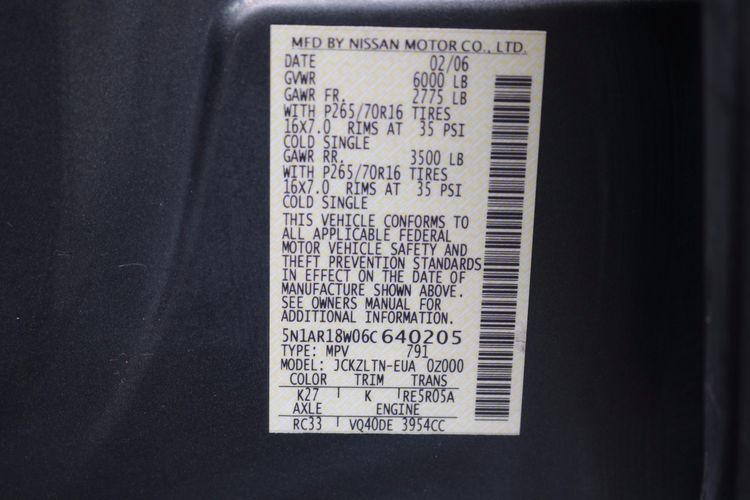 MFD BY NISSAN MOTOR CO., LTD.
DATE 02/06
GVWR 6000 LB
GAWR FR. 2775 LB
WITH P265/70R16 TIRES
16X7.0 RIMS AT 35 PSI
COLD SINGLE
GAWR RR. 3500 LB
WITH P265/70R16 TIRES
16X7.0 RIMS AT 35 PSI
COLD SINGLE
THIS VEHICLE CONFORMS TO
ALL APPLICABLE FEDERAL
MOTOR VEHICLE SAFETY AND
THEFT PREVENTION STANDARDS
IN EFFECT ON THE DATE OF
MANUFACTURE SHOWN ABOVE.
SEE OWNERS MANUAL FOR
ADDITIONAL INFORMATION.
5N1AR18W06C640205
TYPE: MPV 791
MODEL: JCKZLTN-EUA 0Z000
COLOR TRIM TRANS
K27 K RE5R05A
AXLE ENGINE
RC33 VQ40DE 3954CC